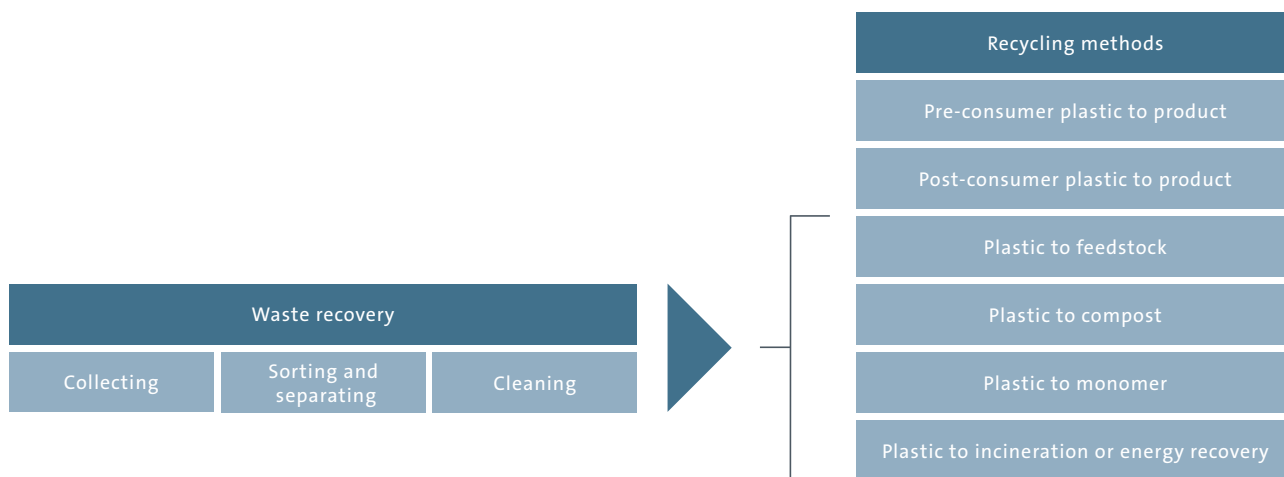 Recycling methods
Pre-consumer plastic to product
Post-consumer plastic to product
Plastic to feedstock
Waste recovery
Plastic to compost
Collecting
Sorting and
separating
Cleaning
Plastic to monomer
Plastic to incineration or energy recovery